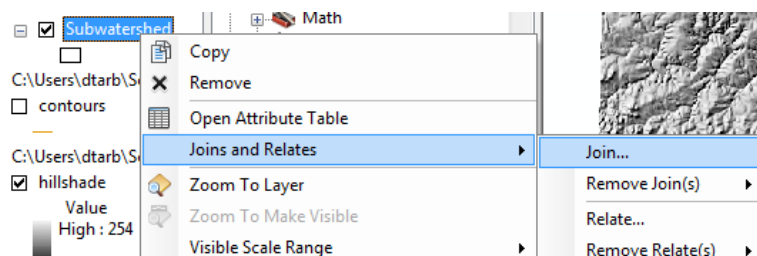 Subwatershed
Math
Copy
C:\Users\dtarb\S
Remove
contours
Open Attribute Table
Joins and Relates
Join...
C:\Users\dtarb\S
hillshade
Zoom To Layer
Remove Join(s)
Value
Zoom To Make Visible
Relate...
High : 254
Visible Scale Range
Remove Relate(s)